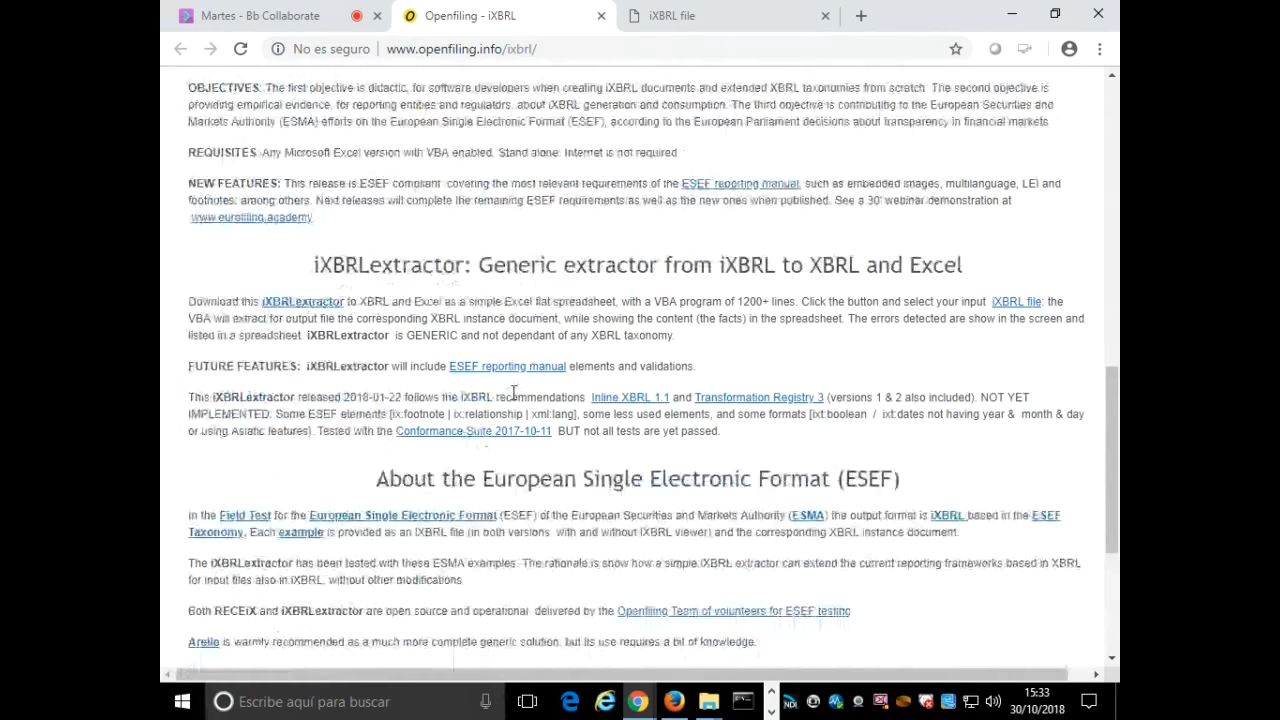 Martes - Bb Collaborate
Openfiling - iXBRL
iXBRL file
No es seguro
www.openfiling.info/ixbrl/
OBJECTIVES: The first objective is didactic, for software developers when creating iXBRL documents and extended XBRL taxonomies from scratch. The second objective is
providing empirical evidence, for reporting entities and regulators, about iXBRL generation and consumption. The third objective is contributing to the European Securities and
Markets Authority (ESMA) efforts on the European Single Electronic Format (ESEF), according to the European Parliament decisions about transparency in financial markets
REQUISITES: Any Microsoft Excel version with VBA enabled. Stand alone: Internet is not required
NEW FEATURES: This release is ESEF compliant covering the most relevant requirements of the ESEF reporting manual, such as embedded images, multilanguage, LEI and
footnotes, among others. Next releases will complete the remaining ESEF requirements as well as the new ones when published. See a 30' webinar demonstration at
www.eurofiling.academy
iXBRLextractor: Generic extractor from iXBRL to XBRL and Excel
Download this iXBRLextractor to XBRL and Excel as a simple Excel flat spreadsheet, with a VBA program of 1200+ lines. Click the button and select your input iXBRL file: the
VBA will extract for output file the corresponding XBRL instance document, while showing the content (the facts) in the spreadsheet. The errors detected are show in the screen and
listed in a spreadsheet. iXBRLextractor is GENERIC and not dependant of any XBRL taxonomy.
FUTURE FEATURES: iXBRLextractor will include ESEF reporting manual elements and validations.
This iXBRLextractor released 2018-01-22 follows the iXBRL recommendations Inline XBRL 1.1 and Transformation Registry 3 (versions 1 & 2 also included). NOT YET
IMPLEMENTED: Some ESEF elements [ix:footnote | ix:relationship | xml:lang], some less used elements, and some formats [ixt:boolean / ixt:dates not having year & month & day
or using Asiatic features). Tested with the Conformance Suite 2017-10-11 BUT not all tests are yet passed.
About the European Single Electronic Format (ESEF)
In the Field Test for the European Single Electronic Format (ESEF) of the European Securities and Markets Authority (ESMA) the output format is iXBRL based in the ESEF
Taxonomy. Each example is provided as an iXBRL file (in both versions with and without iXBRL viewer) and the corresponding XBRL instance document.
The iXBRLextractor has been tested with these ESMA examples. The rationale is show how a simple iXBRL extractor can extend the current reporting frameworks based in XBRL
for input files also in iXBRL, without other modifications
Both RECEiX and iXBRLextractor are open source and operational delivered by the Openfiling Team of volunteers for ESEF testing
Arelle is warmly recommended as a much more complete generic solution, but its use requires a bit of knowledge.
Escribe aquí para buscar
15:33
30/10/2018